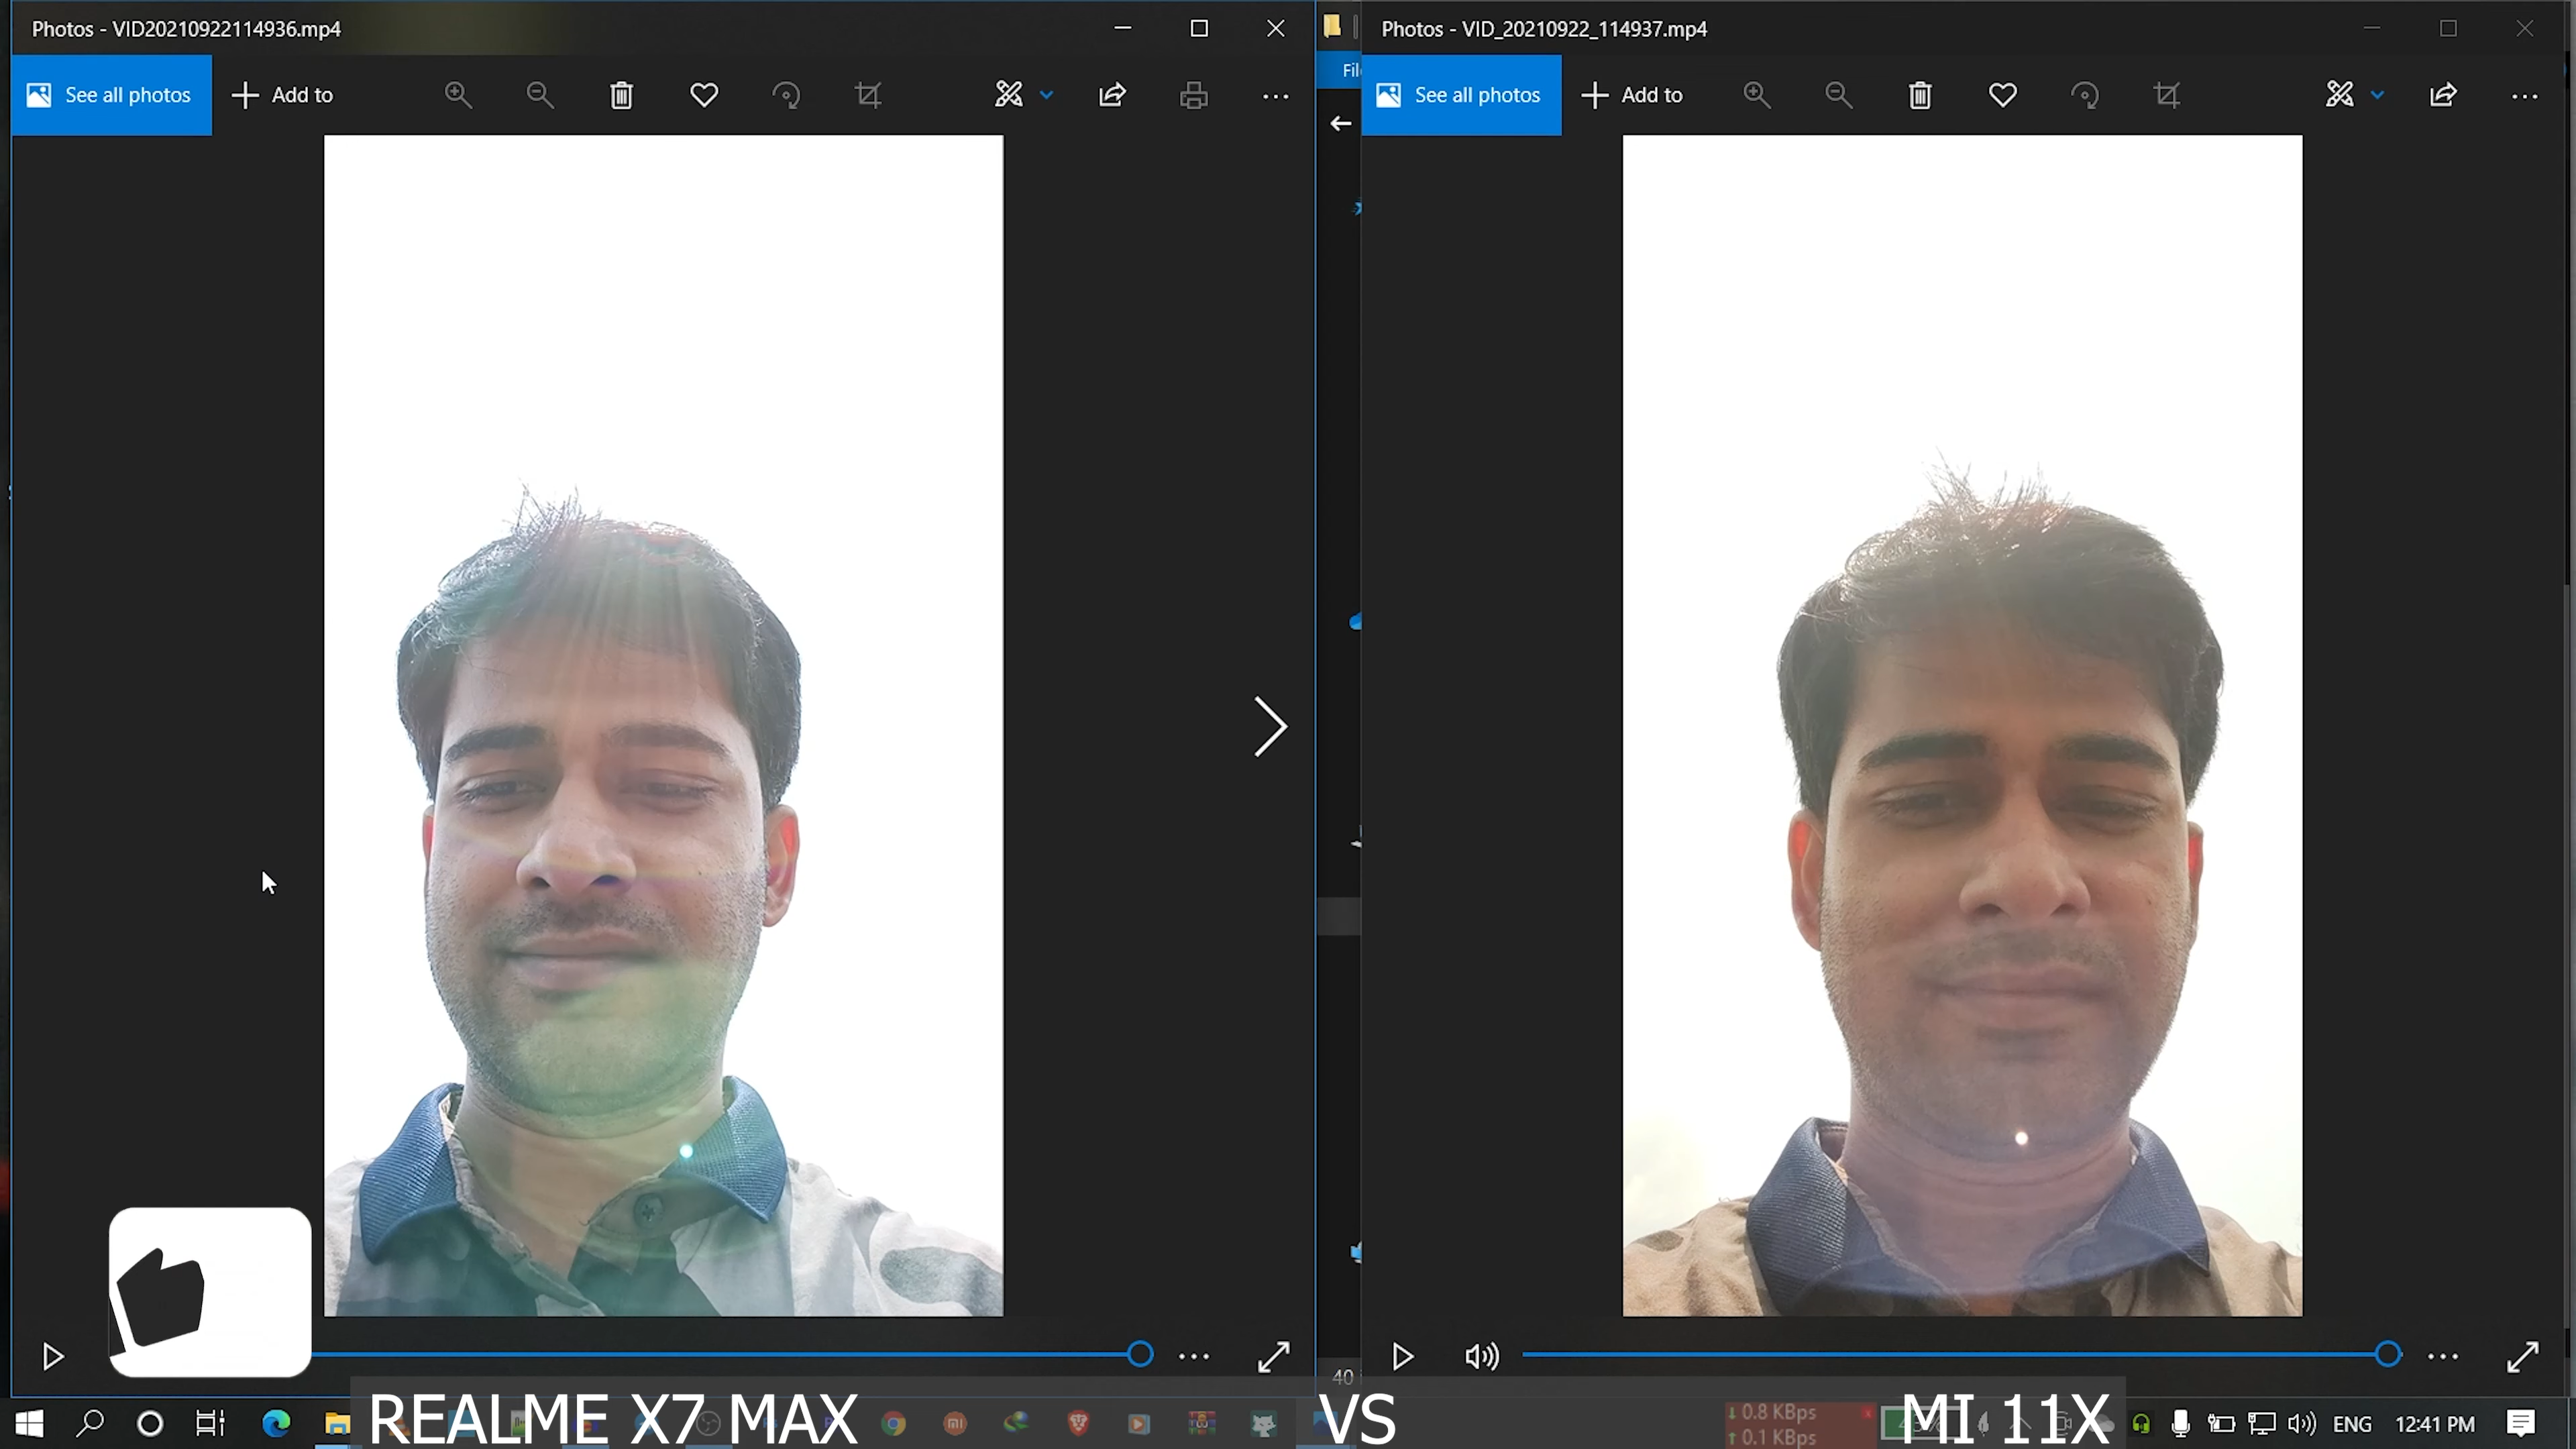 Photos - VID20210922114936.mp4
Photos - VID_20210922_114937.mp4
See all photos
Add to
See all photos
Add to
40
REALME X7 MAX VS MI 11X
0.8 KBps
0.1 KBps
ENG
12:41 PM